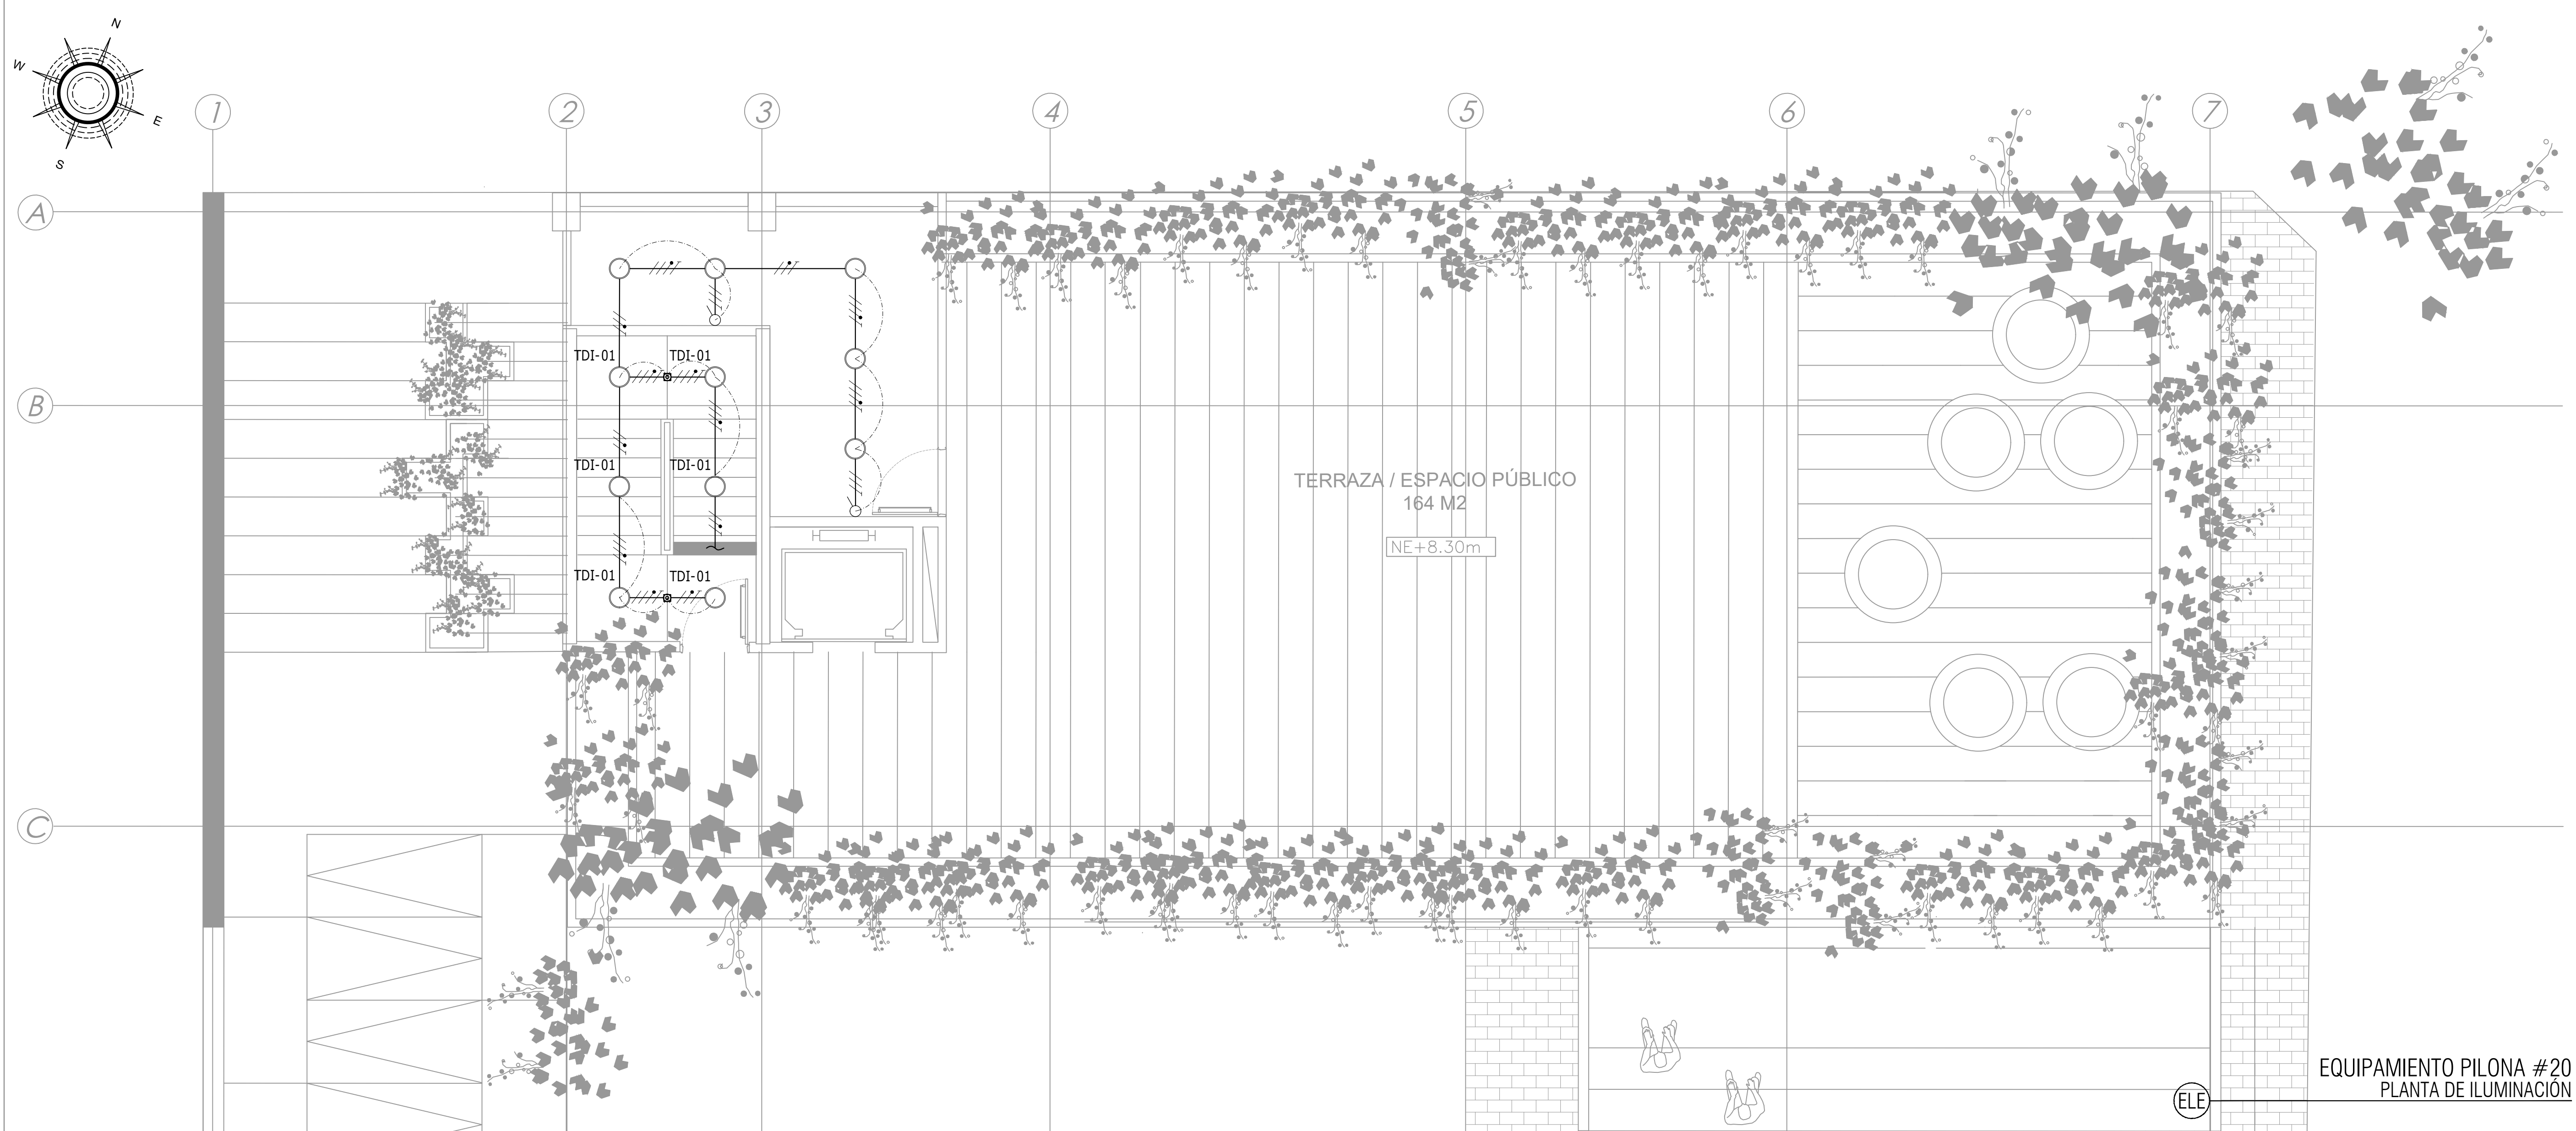 N
W
E
S
1
2
3
4
5
6
7
A
B
C
TDI-01 TDI-01
TDI-01 TDI-01
TDI-01 TDI-01
TERRAZA / ESPACIO PÚBLICO
164 M2
NE+8.30m
EQUIPAMIENTO PILONA #20
PLANTA DE ILUMINACIÓN
ELE